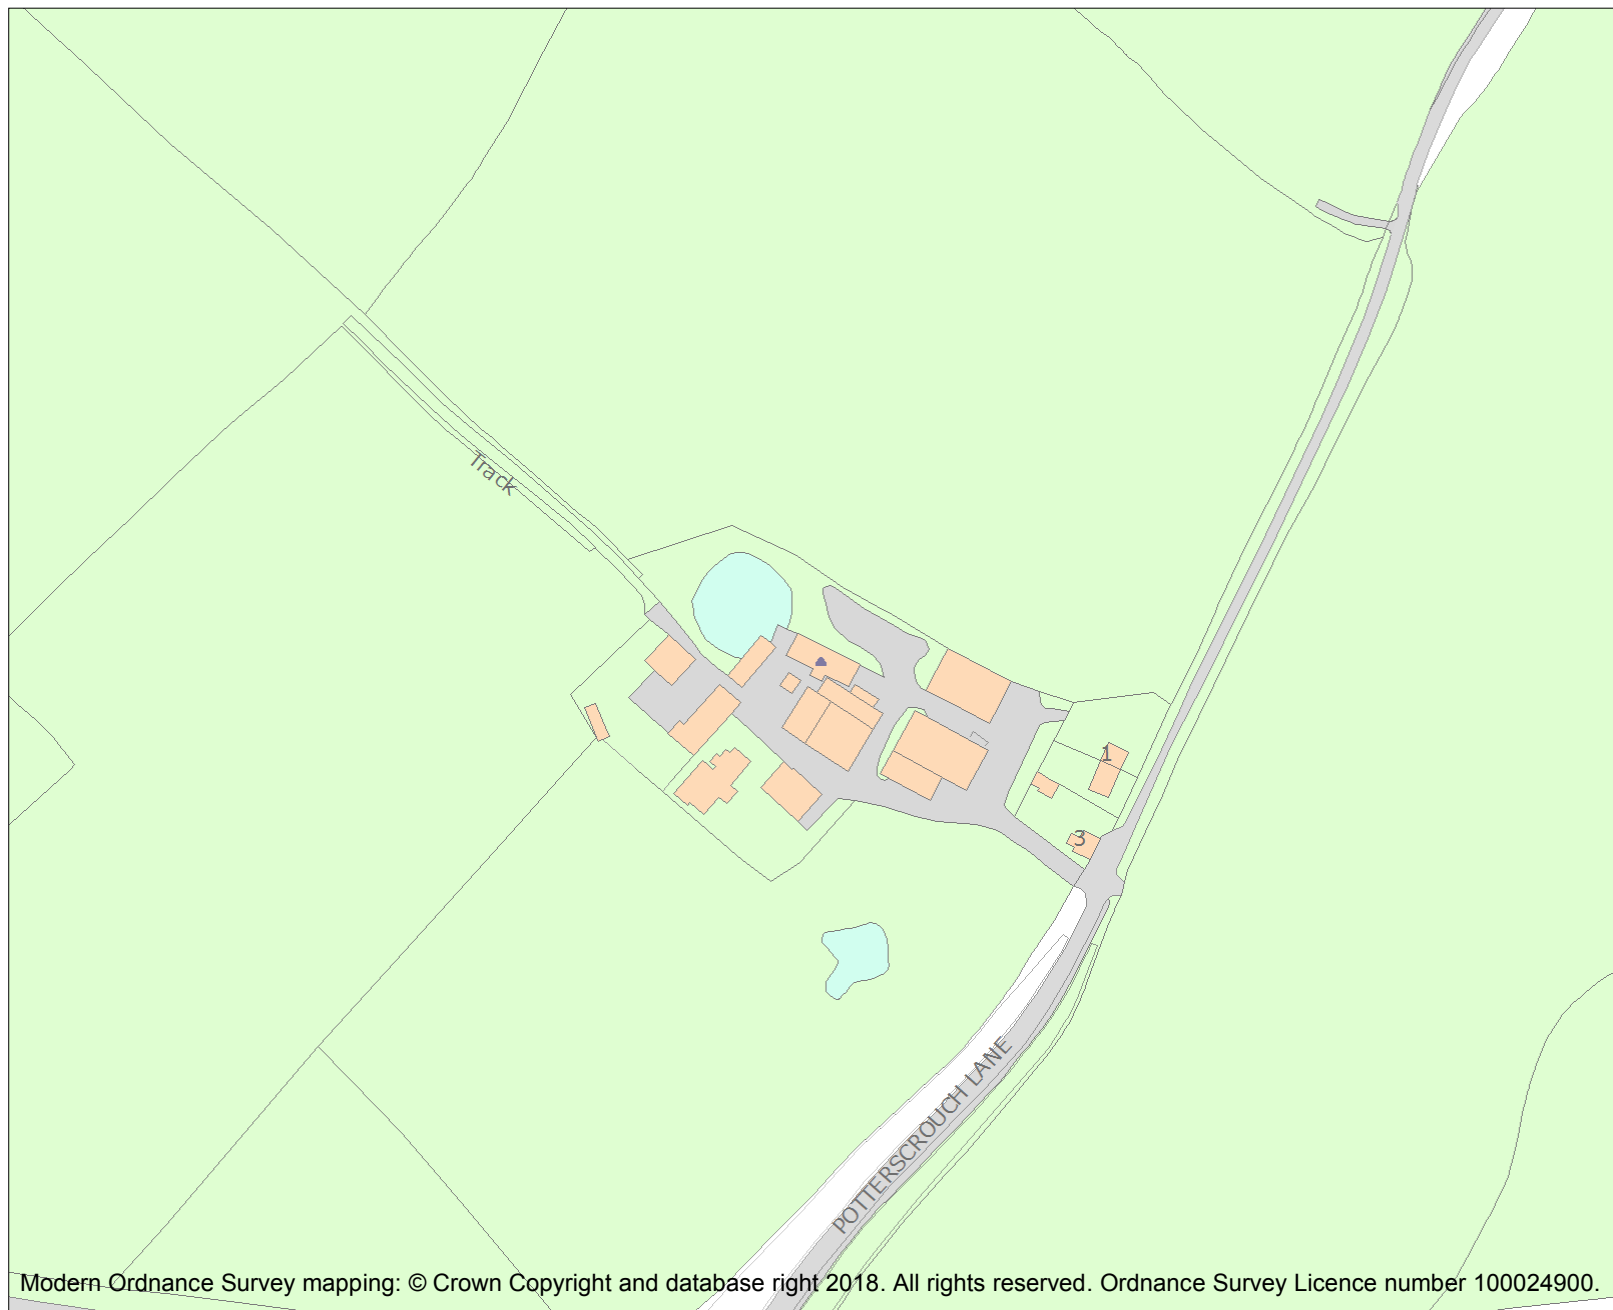 Track
1
3
POTTERSCROUCH LANE
Modern Ordnance Survey mapping: © Crown Copyright and database right 2018. All rights reserved. Ordnance Survey Licence number 100024900.